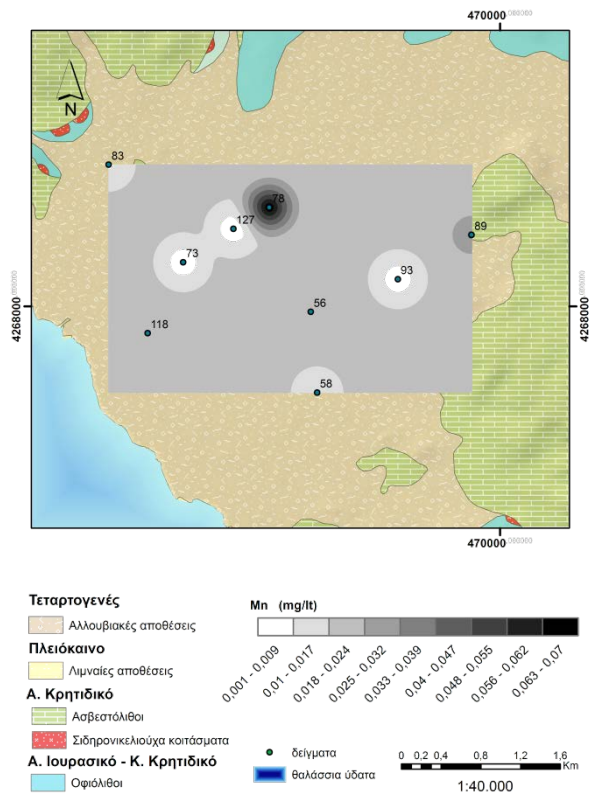 470000,000000
83
78
127
89
73
93
4268000,000000
4268000,000000
56
118
58
N
470000,000000
Τεταρτογενές
Αλλουβιακές αποθέσεις
Πλειόκαινο
Λιμναίες αποθέσεις
Α. Κρητιδικό
Ασβεστόλιθοι
Σιδηρονικελιούχα κοιτάσματα
Α. Ιουρασικό - Κ. Κρητιδικό
Οφιόλιθοι
Mn (mg/lt)
0,001 - 0,009
0,01 - 0,017
0,018 - 0,024
0,025 - 0,032
0,033 - 0,039
0,04 - 0,047
0,048 - 0,055
0,056 - 0,062
0,063 - 0,07
δείγματα
θαλάσσια ύδατα
0 0,2 0,4 0,8 1,2 1,6
Km
1:40.000